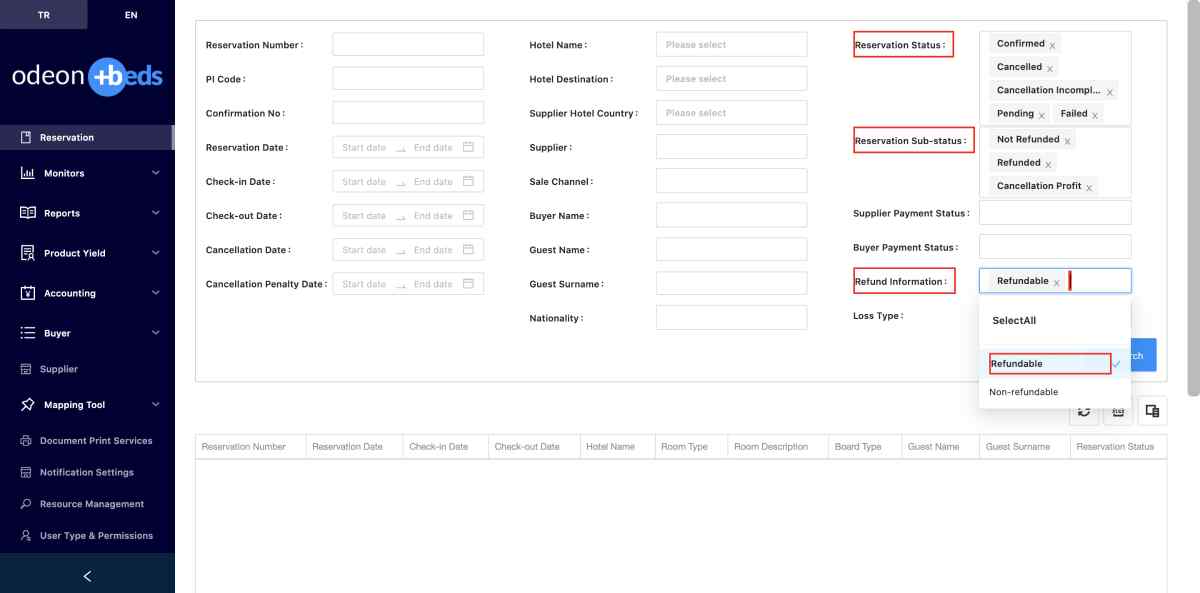 TR
EN
odeon +beds
Reservation
Monitors
Reports
Product Yield
Accounting
Buyer
Supplier
Mapping Tool
Document Print Services
Notification Settings
Resource Management
User Type & Permissions
Reservation Number :
PI Code :
Confirmation No :
Reservation Date : Start date End date
Check-in Date : Start date End date
Check-out Date : Start date End date
Cancellation Date : Start date End date
Cancellation Penalty Date : Start date End date
Hotel Name : Please select
Hotel Destination : Please select
Supplier Hotel Country : Please select
Supplier :
Sale Channel :
Buyer Name :
Guest Name :
Guest Surname :
Nationality :
Reservation Status : Confirmed x
Cancelled x
Cancellation Incompl... x
Pending x Failed x
Reservation Sub-status : Not Refunded x
Refunded x
Cancellation Profit x
Supplier Payment Status :
Buyer Payment Status :
Refund Information : Refundable x
Loss Type :
SelectAll
Refundable
Non-refundable
rch
Reservation Number Reservation Date Check-in Date Check-out Date Hotel Name Room Type Room Description Board Type Guest Name Guest Surname Reservation Status